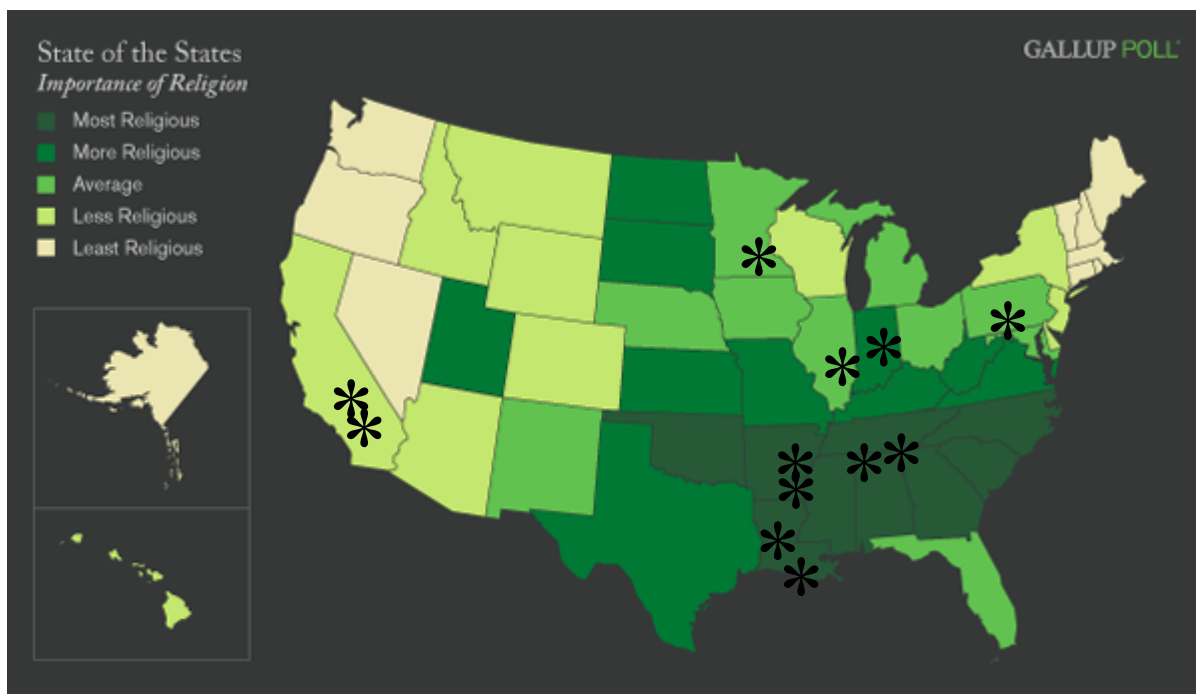 State of the States
Importance of Religion
Most Religious
More Religious
Average
Less Religious
Least Religious
GALLUP POLL